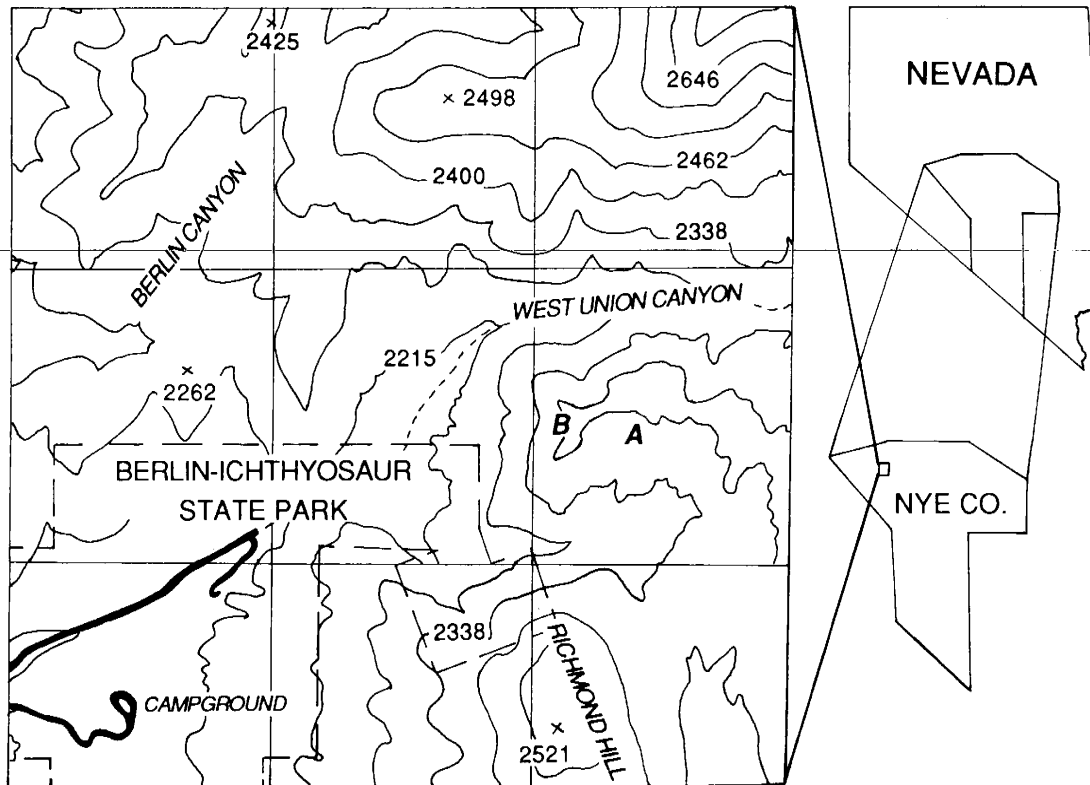 2425
2498
2646
2400
2462
BERLIN CANYON
2338
WEST UNION CANYON
2215
2262
B
A
BERLIN-ICHTHYOSAUR
STATE PARK
2338
RICHMOND HILL
CAMPGROUND
2521
NEVADA
NYE CO.